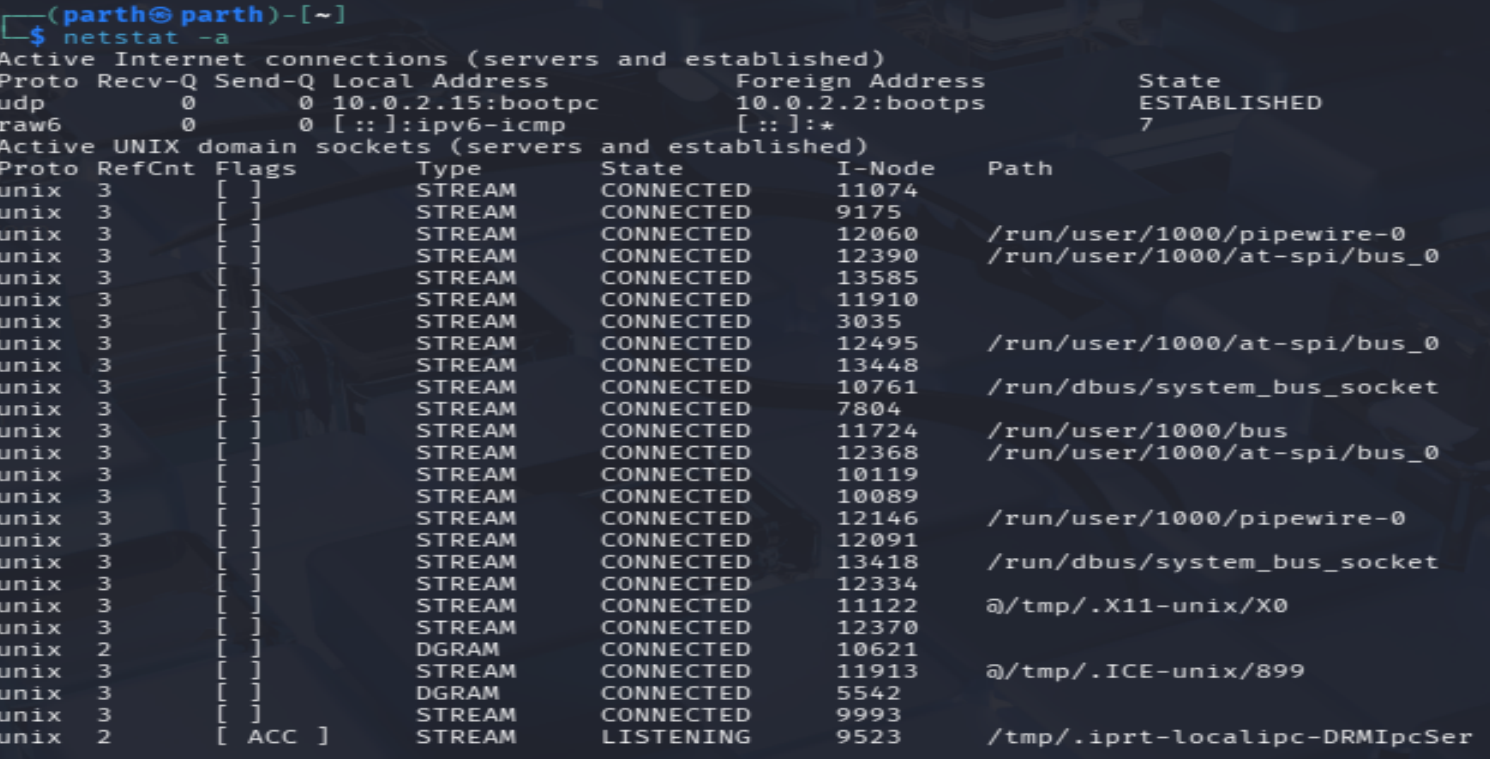 ┌──(parth㉿parth)-[~]
└─$ netstat -a
Active Internet connections (servers and established)
Proto Recv-Q Send-Q Local Address           Foreign Address         State
udp        0      0 10.0.2.15:bootpc        10.0.2.2:bootps         ESTABLISHED
raw6       0      0 [::]:ipv6-icmp          [::]:*                  7
Active UNIX domain sockets (servers and established)
Proto RefCnt Flags       Type       State         I-Node   Path
unix  3      [ ]         STREAM     CONNECTED     11074
unix  3      [ ]         STREAM     CONNECTED     9175
unix  3      [ ]         STREAM     CONNECTED     12060    /run/user/1000/pipewire-0
unix  3      [ ]         STREAM     CONNECTED     12390    /run/user/1000/at-spi/bus_0
unix  3      [ ]         STREAM     CONNECTED     13585
unix  3      [ ]         STREAM     CONNECTED     11910
unix  3      [ ]         STREAM     CONNECTED     3035
unix  3      [ ]         STREAM     CONNECTED     12495    /run/user/1000/at-spi/bus_0
unix  3      [ ]         STREAM     CONNECTED     13448
unix  3      [ ]         STREAM     CONNECTED     10761    /run/dbus/system_bus_socket
unix  3      [ ]         STREAM     CONNECTED     7804
unix  3      [ ]         STREAM     CONNECTED     11724    /run/user/1000/bus
unix  3      [ ]         STREAM     CONNECTED     12368    /run/user/1000/at-spi/bus_0
unix  3      [ ]         STREAM     CONNECTED     10119
unix  3      [ ]         STREAM     CONNECTED     10089
unix  3      [ ]         STREAM     CONNECTED     12146    /run/user/1000/pipewire-0
unix  3      [ ]         STREAM     CONNECTED     12091
unix  3      [ ]         STREAM     CONNECTED     13418    /run/dbus/system_bus_socket
unix  3      [ ]         STREAM     CONNECTED     12334
unix  3      [ ]         STREAM     CONNECTED     11122    @/tmp/.X11-unix/X0
unix  3      [ ]         STREAM     CONNECTED     12370
unix  2      [ ]         DGRAM      CONNECTED     10621
unix  3      [ ]         STREAM     CONNECTED     11913    @/tmp/.ICE-unix/899
unix  3      [ ]         DGRAM      CONNECTED     5542
unix  3      [ ]         STREAM     CONNECTED     9993
unix  2      [ ACC ]     STREAM     LISTENING     9523     /tmp/.iprt-localipc-DRMIpcSer